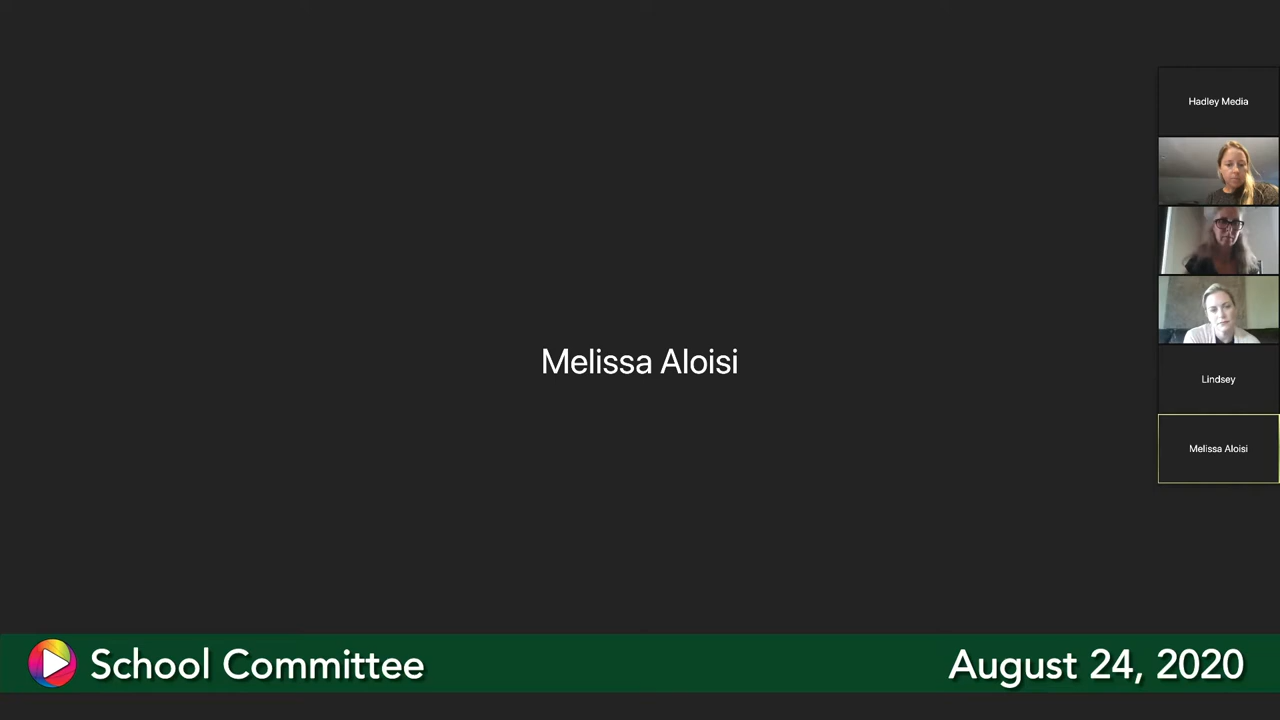 Hadley Media
Melissa Aloisi
Lindsey
Melissa Aloisi
School Committee
August 24, 2020